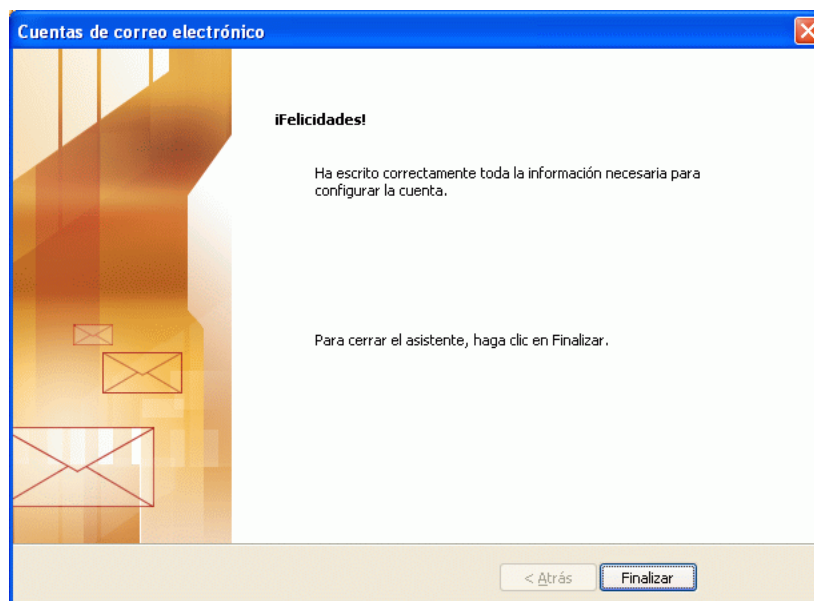 Cuentas de correo electrónico
¡Felicidades!
Ha escrito correctamente toda la información necesaria para
configurar la cuenta.
Para cerrar el asistente, haga clic en Finalizar.
< Atrás
Finalizar